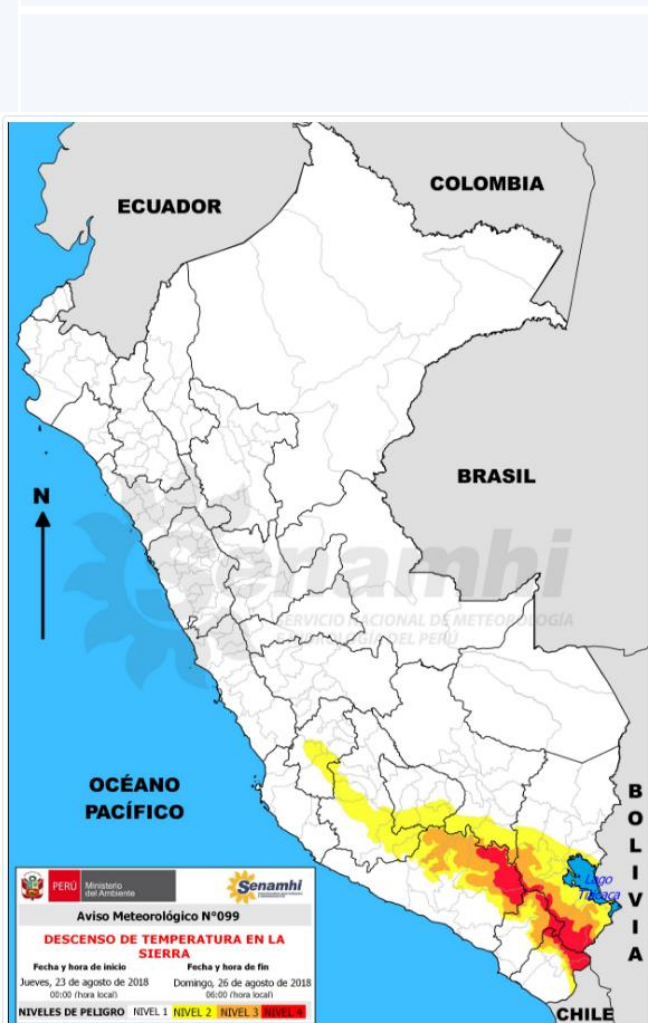 COLOMBIA
ECUADOR
BRASIL
N
Senamhi
SERVICIO NACIONAL DE METEOROLOGÍA
E HIDROLOGÍA DEL PERÚ
OCÉANO
PACÍFICO
BOLIVIA
Lago
Titicaca
CHILE
PERÚ
Ministerio
del Ambiente
Senamhi
Aviso Meteorológico N°099
DESCENSO DE TEMPERATURA EN LA
SIERRA
Fecha y hora de inicio
Jueves, 23 de agosto de 2018
00:00 (hora local)
Fecha y hora de fin
Domingo, 26 de agosto de 2018
06:00 (hora local)
NIVELES DE PELIGRO NIVEL 1 NIVEL 2 NIVEL 3 NIVEL 4